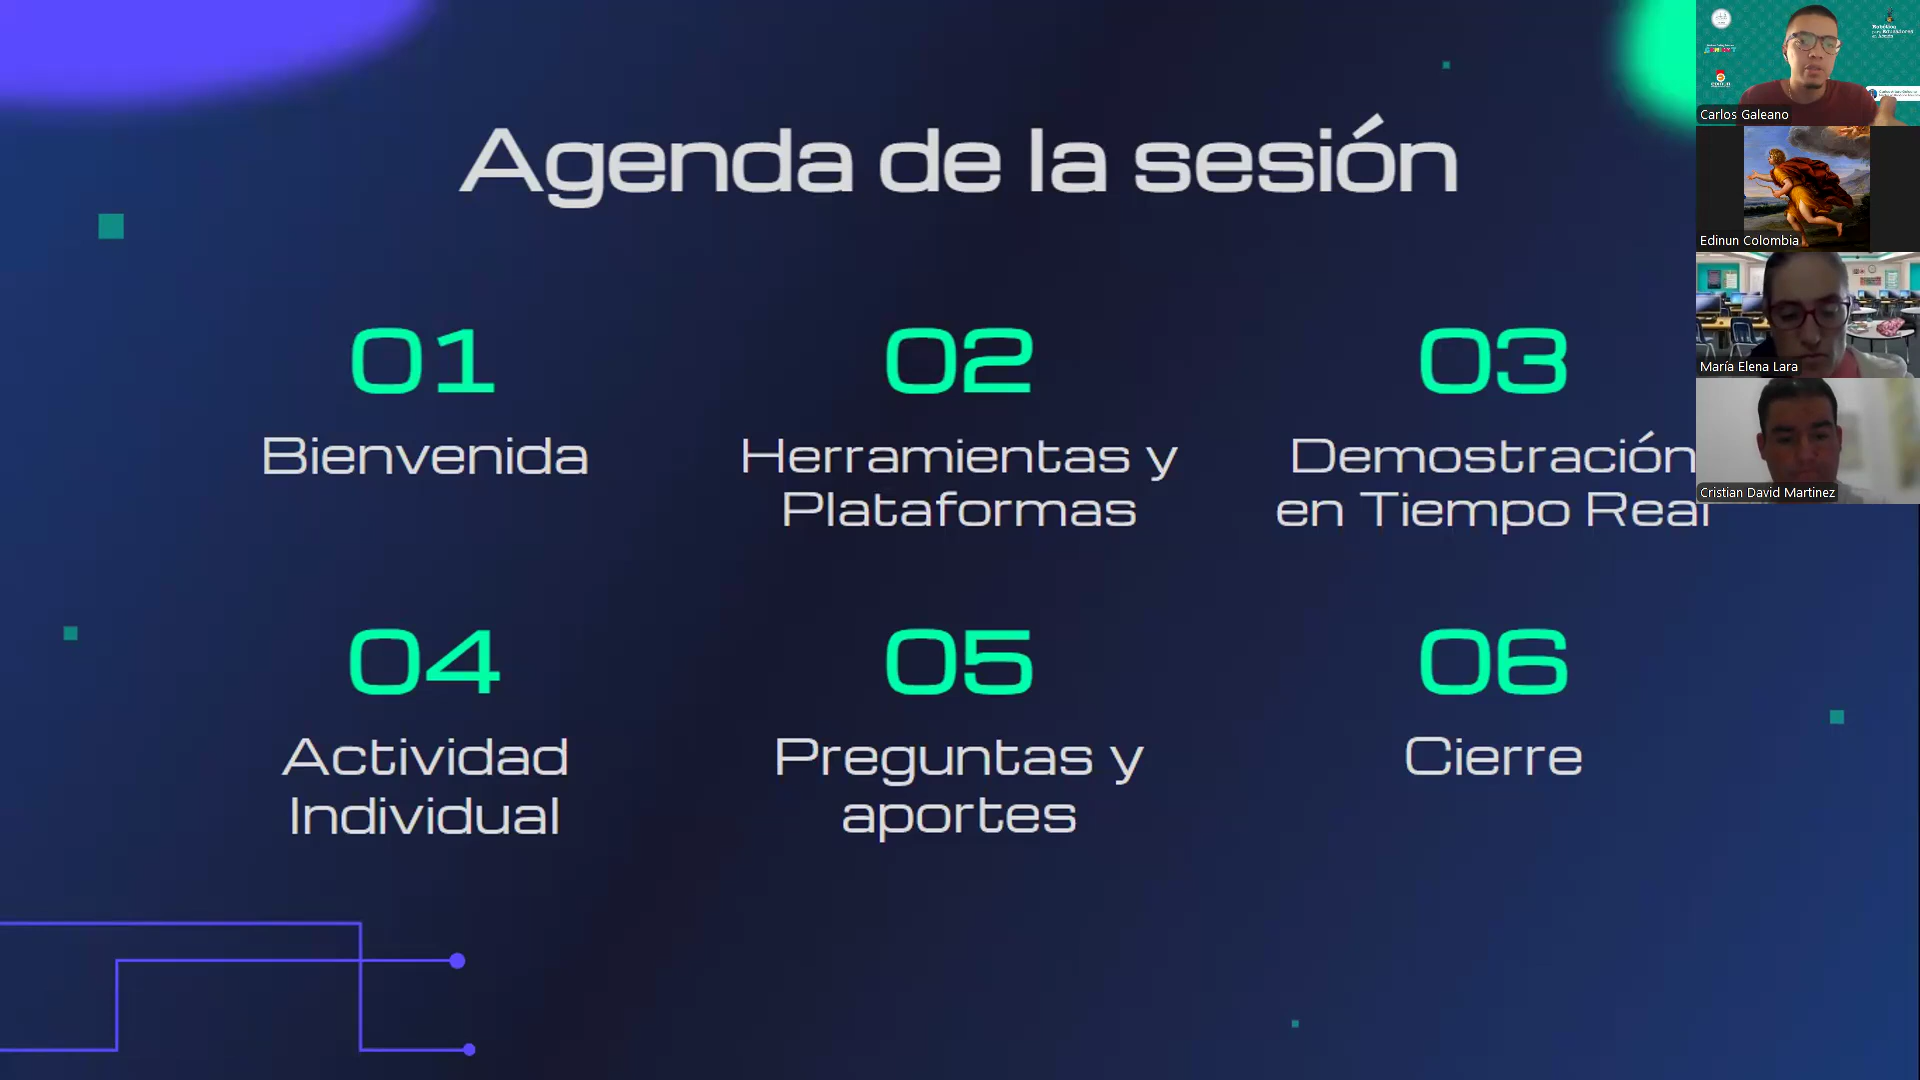 Agenda de la sesión
01
Bienvenida
02
Herramientas y
Plataformas
03
Demostración
en Tiempo Real
04
Actividad
Individual
05
Preguntas y
aportes
06
Cierre
Carlos Galeano
Edinun Colombia
María Elena Lara
Cristian David Martinez